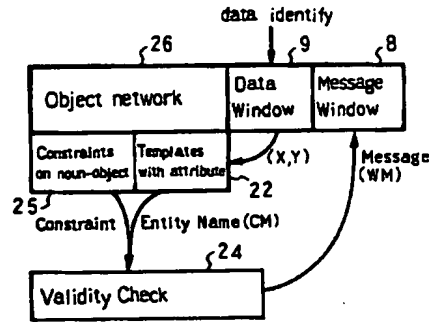 data identify
26
9
8
Object network
Data
Window
Message
Window
Constraints
on noun-object
Templates
with attribute
(X,Y)
22
25
Message
(WM)
Constraint
Entity Name(CM)
24
Validity Check